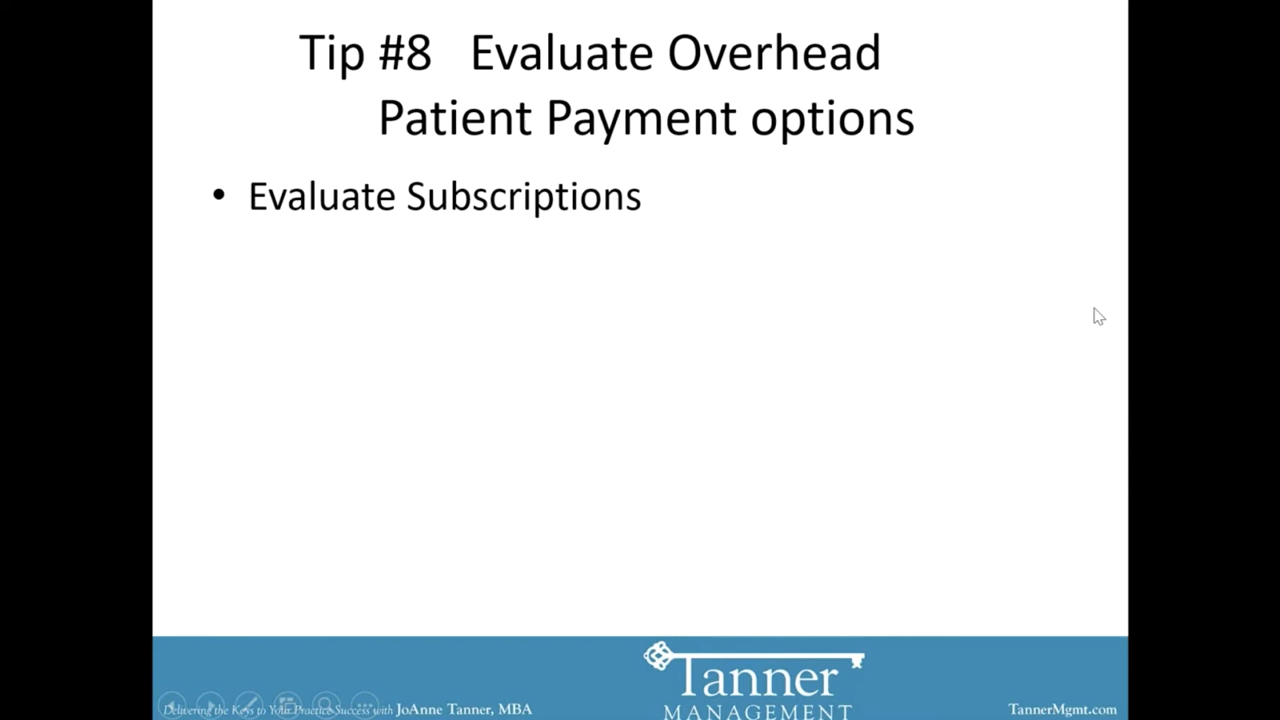 Tip #8 Evaluate Overhead
Patient Payment options
• Evaluate Subscriptions
Tanner
MANAGEMENT
Delivering the Keys to Your Practice Success with JoAnne Tanner, MBA
TannerMgmt.com